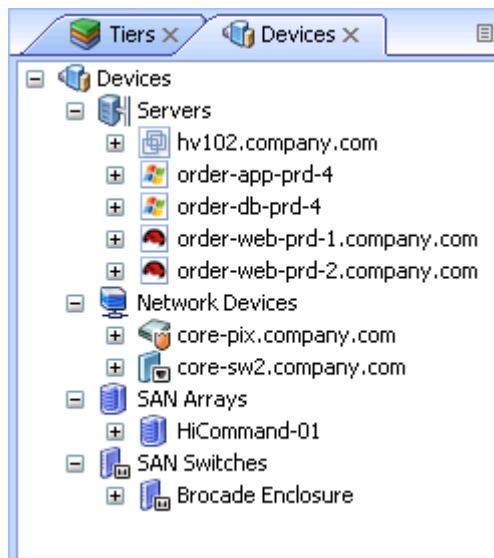 Tiers Devices
Devices
Servers
hv102.company.com
order-app-prd-4
order-db-prd-4
order-web-prd-1.company.com
order-web-prd-2.company.com
Network Devices
core-pix.company.com
core-sw2.company.com
SAN Arrays
HiCommand-01
SAN Switches
Brocade Enclosure